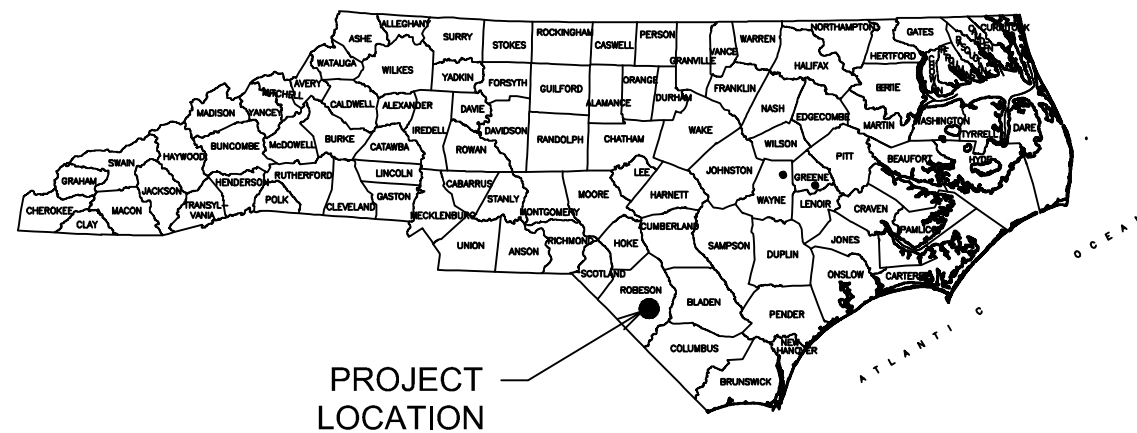 ALLEGHANY
ASHE
SURRY
STOKES
ROCKINGHAM
CASWELL
PERSON
GRANVILLE
VANCE
WARREN
NORTHAMPTON
GATES
HERTFORD
HALIFAX
WATAUGA
WILKES
YADKIN
FORSYTH
GUILFORD
ALAMANCE
ORANGE
DURHAM
FRANKLIN
NASH
EDGECOMBE
BERTIE
MARTIN
WASHINGTON
TYRREL
DARE
AVERY
MITCHELL
YANCEY
MADISON
CALDWELL
ALEXANDER
IREDELL
DAVIE
DAVIDSON
RANDOLPH
CHATHAM
WAKE
WILSON
PITT
BEAUFORT
HYDE
BUNCOMBE
McDOWELL
BURKE
CATAWBA
ROWAN
LINCOLN
LEE
JOHNSTON
GREENE
WAYNE
LENOIR
CRAVEN
PAMLICO
HAYWOOD
SWAIN
GRAHAM
JACKSON
HENDERSON
TRANSYL-
VANIA
RUTHERFORD
POLK
CLEVELAND
GASTON
CABARRUS
STANLY
MECKLENBURG
MONTGOMERY
MOORE
HARNETT
CUMBERLAND
SAMPSON
DUPLIN
JONES
ONSLOW
CHEROKEE
CLAY
MACON
UNION
ANSON
RICHMOND
HOKE
SCOTLAND
ROBESON
BLADEN
PENDER
NEW
HANOVER
COLUMBUS
BRUNSWICK
ATLANTIC
OCEAN
PROJECT
LOCATION